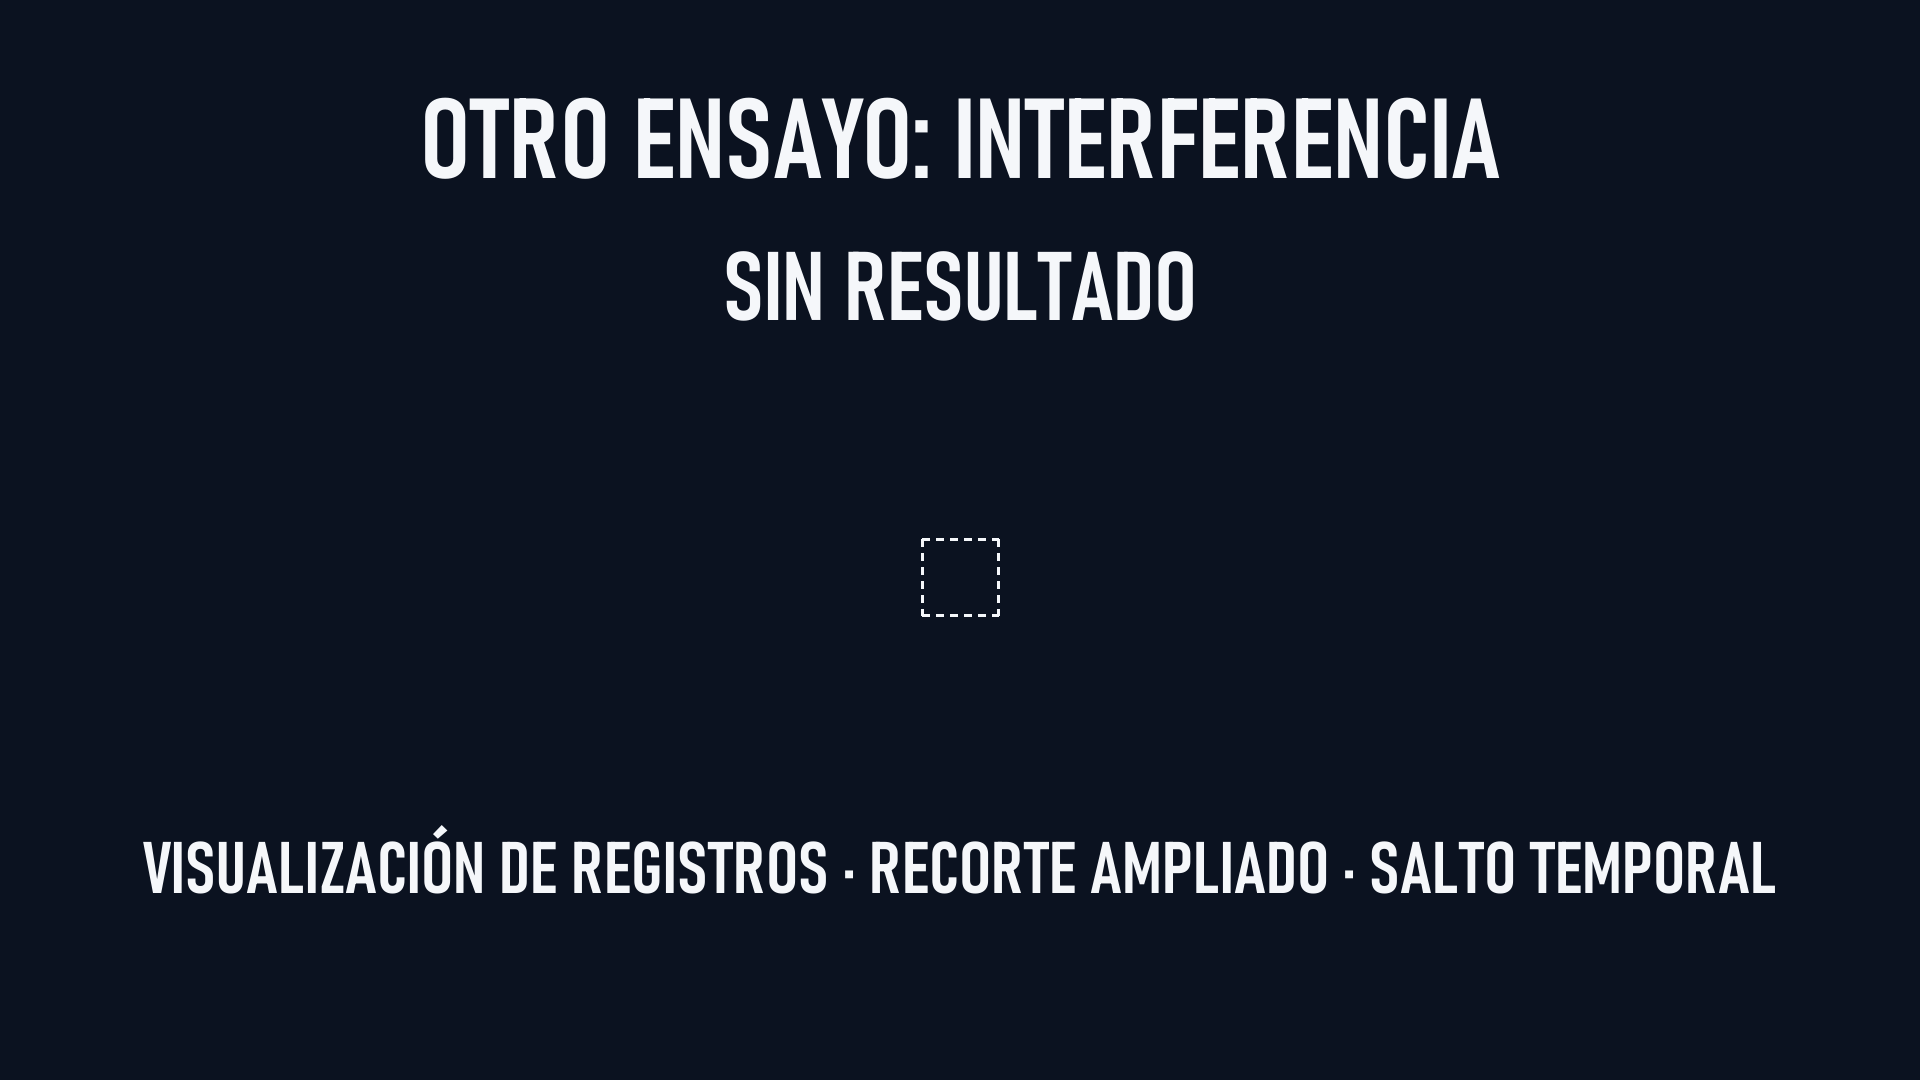 OTRO ENSAYO: INTERFERENCIA
SIN RESULTADO
VISUALIZACIÓN DE REGISTROS · RECORTE AMPLIADO · SALTO TEMPORAL